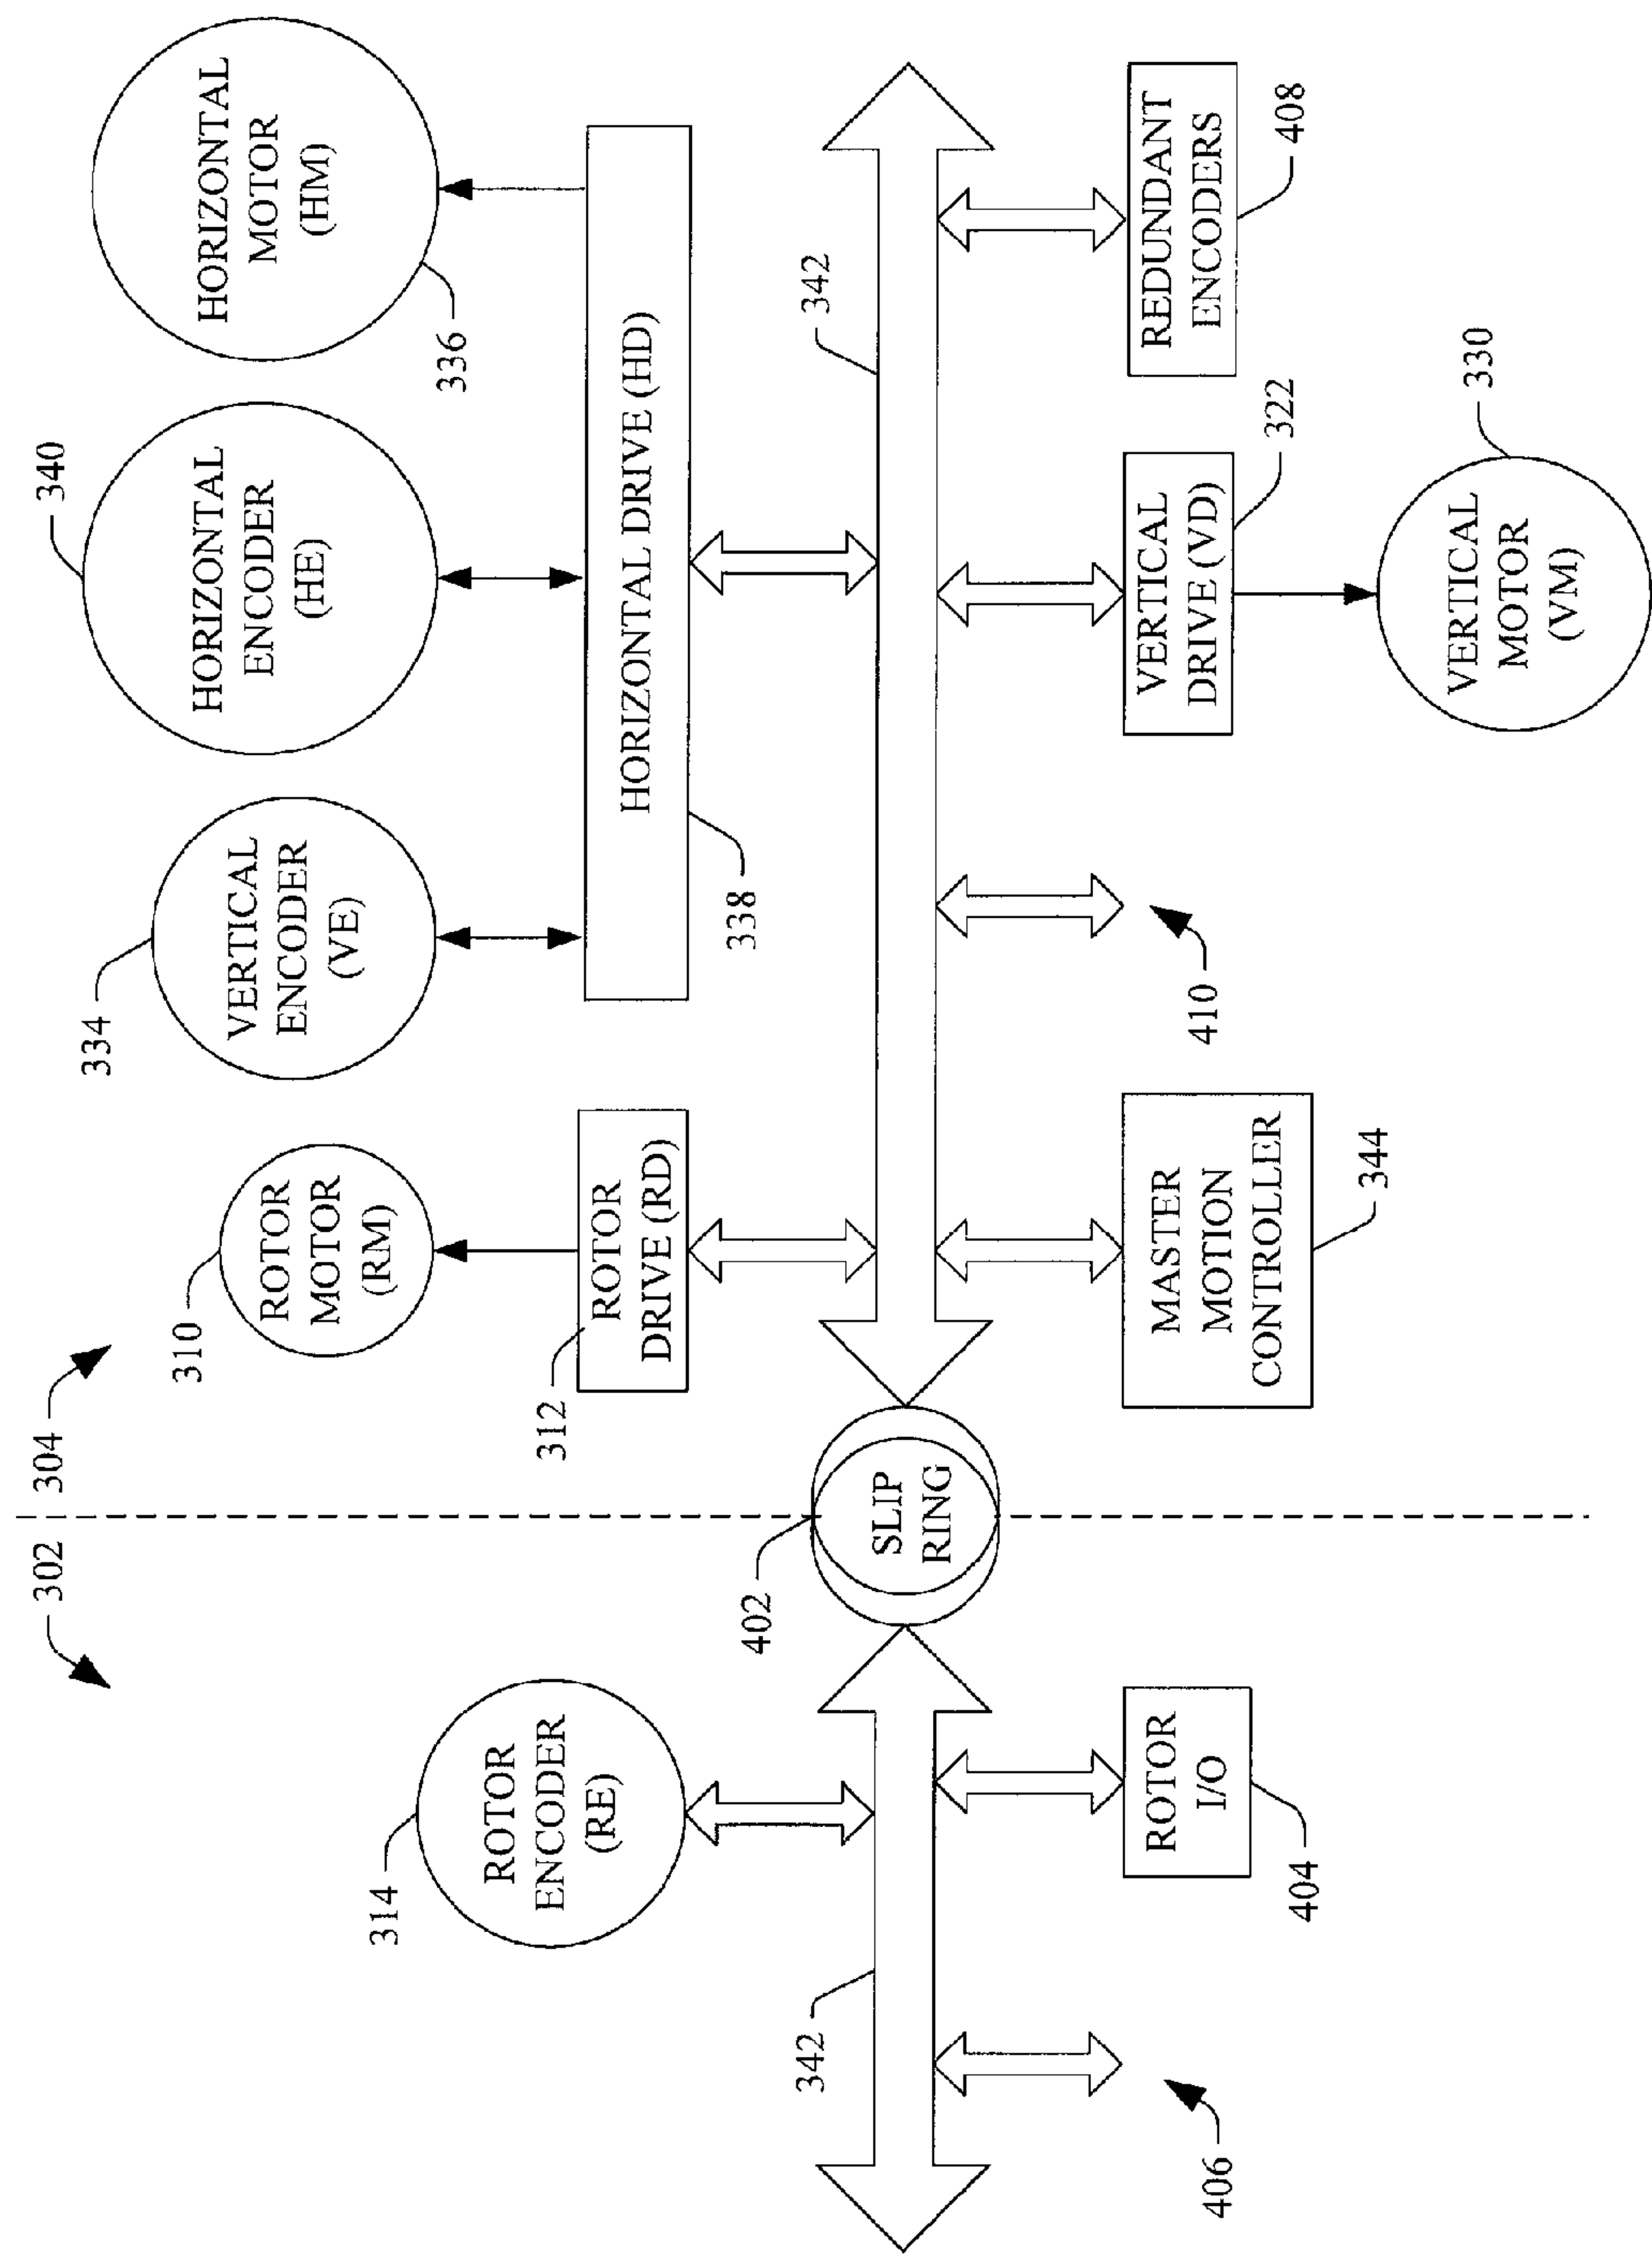 302
304
314
ROTOR
ENCODER
(RE)
310
ROTOR
MOTOR
(RM)
334
VERTICAL
ENCODER
(VE)
340
HORIZONTAL
ENCODER
(HE)
HORIZONTAL
MOTOR
(HM)
336
312
ROTOR
DRIVE (RD)
HORIZONTAL DRIVE (HD)
338
342
402
SLIP
RING
342
406
ROTOR
I/O
404
MASTER
MOTION
CONTROLLER
344
410
VERTICAL
DRIVE (VD)
322
REDUNDANT
ENCODERS
408
VERTICAL
MOTOR
(VM)
330